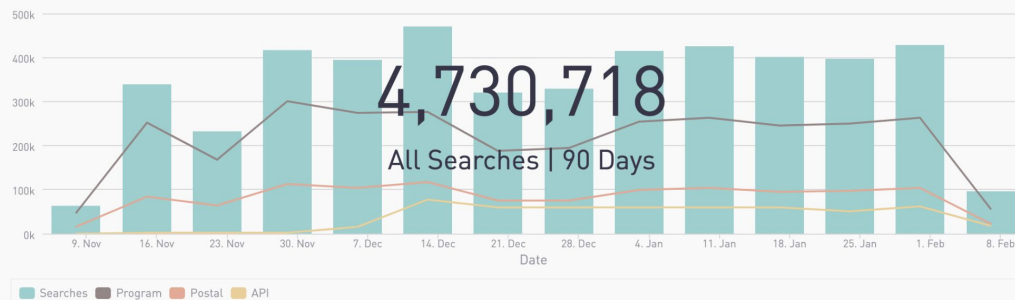 500k
400k
300k
200k
100k
0k
4,730,718
All Searches | 90 Days
9. Nov 16. Nov 23. Nov 30. Nov 7. Dec 14. Dec 21. Dec 28. Dec 4. Jan 11. Jan 18. Jan 25. Jan 1. Feb 8. Feb
Date
Searches Program Postal API